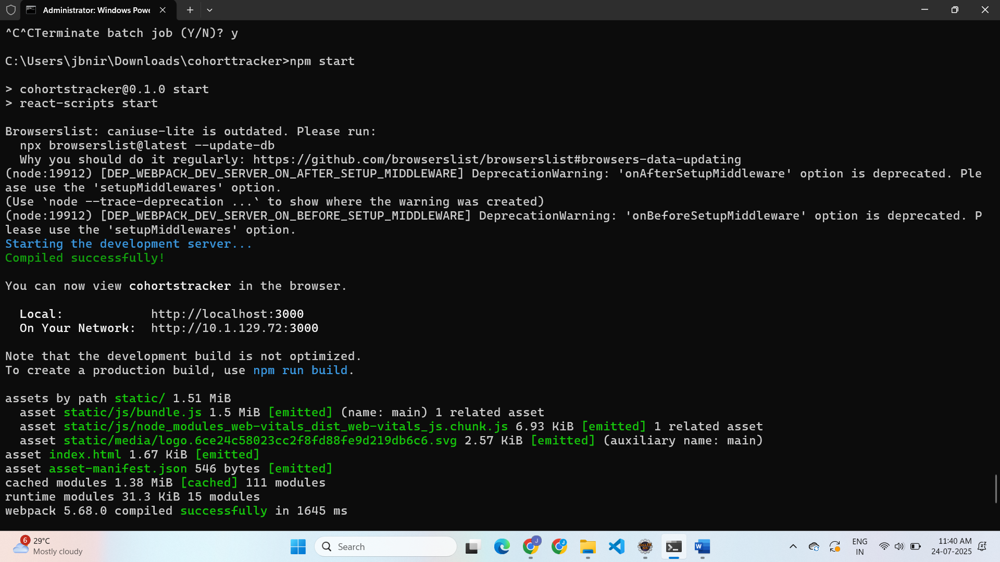 Administrator: Windows Powe
^C^CTerminate batch job (Y/N)? y
C:\Users\jbnir\Downloads\cohorttracker>npm start
> cohortstracker@0.1.0 start
> react-scripts start
Browserslist: caniuse-lite is outdated. Please run:
  npx browserslist@latest --update-db
  Why you should do it regularly: https://github.com/browserslist/browserslist#browsers-data-updating
(node:19912) [DEP_WEBPACK_DEV_SERVER_ON_AFTER_SETUP_MIDDLEWARE] DeprecationWarning: 'onAfterSetupMiddleware' option is deprecated. Ple
ase use the 'setupMiddlewares' option.
(Use `node --trace-deprecation ...` to show where the warning was created)
(node:19912) [DEP_WEBPACK_DEV_SERVER_ON_BEFORE_SETUP_MIDDLEWARE] DeprecationWarning: 'onBeforeSetupMiddleware' option is deprecated. P
lease use the 'setupMiddlewares' option.
Starting the development server...
Compiled successfully!
You can now view cohortstracker in the browser.
  Local:            http://localhost:3000
  On Your Network:  http://10.1.129.72:3000
Note that the development build is not optimized.
To create a production build, use npm run build.
assets by path static/ 1.51 MiB
  asset static/js/bundle.js 1.5 MiB [emitted] (name: main) 1 related asset
  asset static/js/node_modules_web-vitals_dist_web-vitals_js.chunk.js 6.93 KiB [emitted] 1 related asset
  asset static/media/logo.6ce24c58023cc2f8fd88fe9d219db6c6.svg 2.57 KiB [emitted] (auxiliary name: main)
asset index.html 1.67 KiB [emitted]
asset asset-manifest.json 546 bytes [emitted]
cached modules 1.38 MiB [cached] 111 modules
runtime modules 31.3 KiB 15 modules
webpack 5.68.0 compiled successfully in 1645 ms
6
29°C
Mostly cloudy
Search
J
J
W
ENG
IN
11:40 AM
24-07-2025